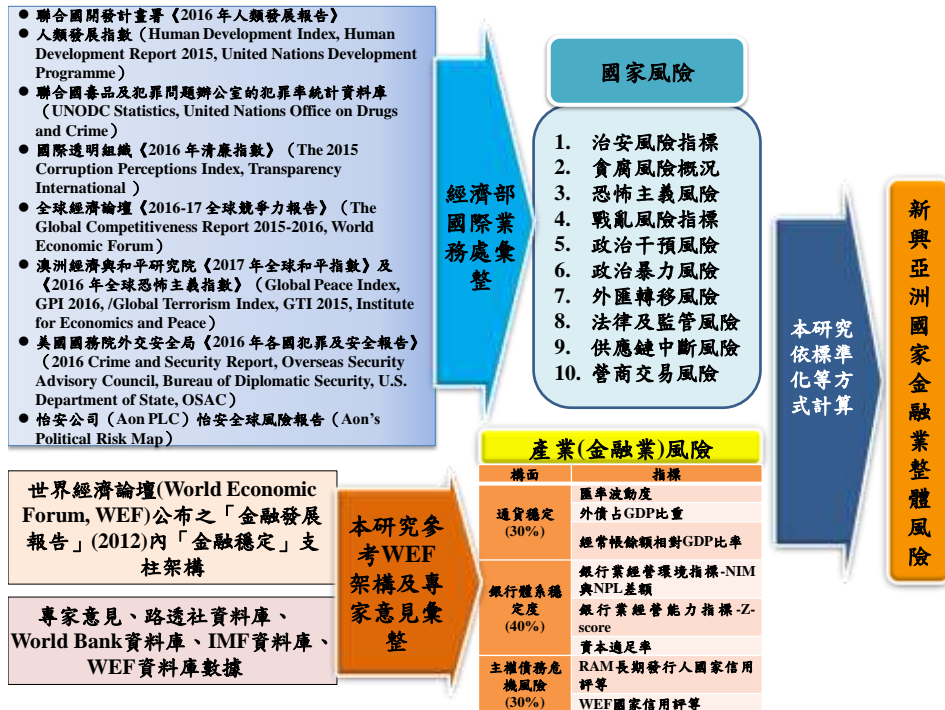 ● 聯合國開發計畫署《2016 年人類發展報告》
● 人類發展指數（Human Development Index, Human
Development Report 2015, United Nations Development
Programme）
● 聯合國毒品及犯罪問題辦公室的犯罪率統計資料庫
（UNODC Statistics, United Nations Office on Drugs
and Crime）
● 國際透明組織《2016 年清廉指數》（The 2015
Corruption Perceptions Index, Transparency
International ）
● 全球經濟論壇《2016-17 全球競爭力報告》（The
Global Competitiveness Report 2015-2016, World
Economic Forum）
● 澳洲經濟與和平研究院《2017 年全球和平指數》及
《2016 年全球恐怖主義指數》（Global Peace Index,
GPI 2016, /Global Terrorism Index, GTI 2015, Institute
for Economics and Peace）
● 美國國務院外交安全局《2016 年各國犯罪及安全報告》
（2016 Crime and Security Report, Overseas Security
Advisory Council, Bureau of Diplomatic Security, U.S.
Department of State, OSAC）
● 怡安公司（Aon PLC）怡安全球風險報告（Aon's
Political Risk Map）
經濟部
國際業
務處彙
整
國家風險
1. 治安風險指標
2. 貪腐風險概況
3. 恐怖主義風險
4. 戰亂風險指標
5. 政治干預風險
6. 政治暴力風險
7. 外匯轉移風險
8. 法律及監管風險
9. 供應鏈中斷風險
10. 營商交易風險
世界經濟論壇(World Economic
Forum, WEF)公布之「金融發展
報告」(2012)內「金融穩定」支
柱架構
專家意見、路透社資料庫、
World Bank資料庫、IMF資料庫、
WEF資料庫數據
本研究參
考WEF
架構及專
家意見彙
整
產業(金融業)風險
構面
指標
通貨穩定
(30%)
匯率波動度
外債占GDP比重
經常帳餘額相對GDP比率
銀行體系穩
定度
(40%)
銀行業經營環境指標-NIM
與NPL差額
銀行業經營能力指標-Z-
score
資本適足率
主權債務危
機風險
(30%)
RAM長期發行人國家信用
評等
WEF國家信用評等
本研究
依標準
化等方
式計算
新興亞洲國家金融業整體風險